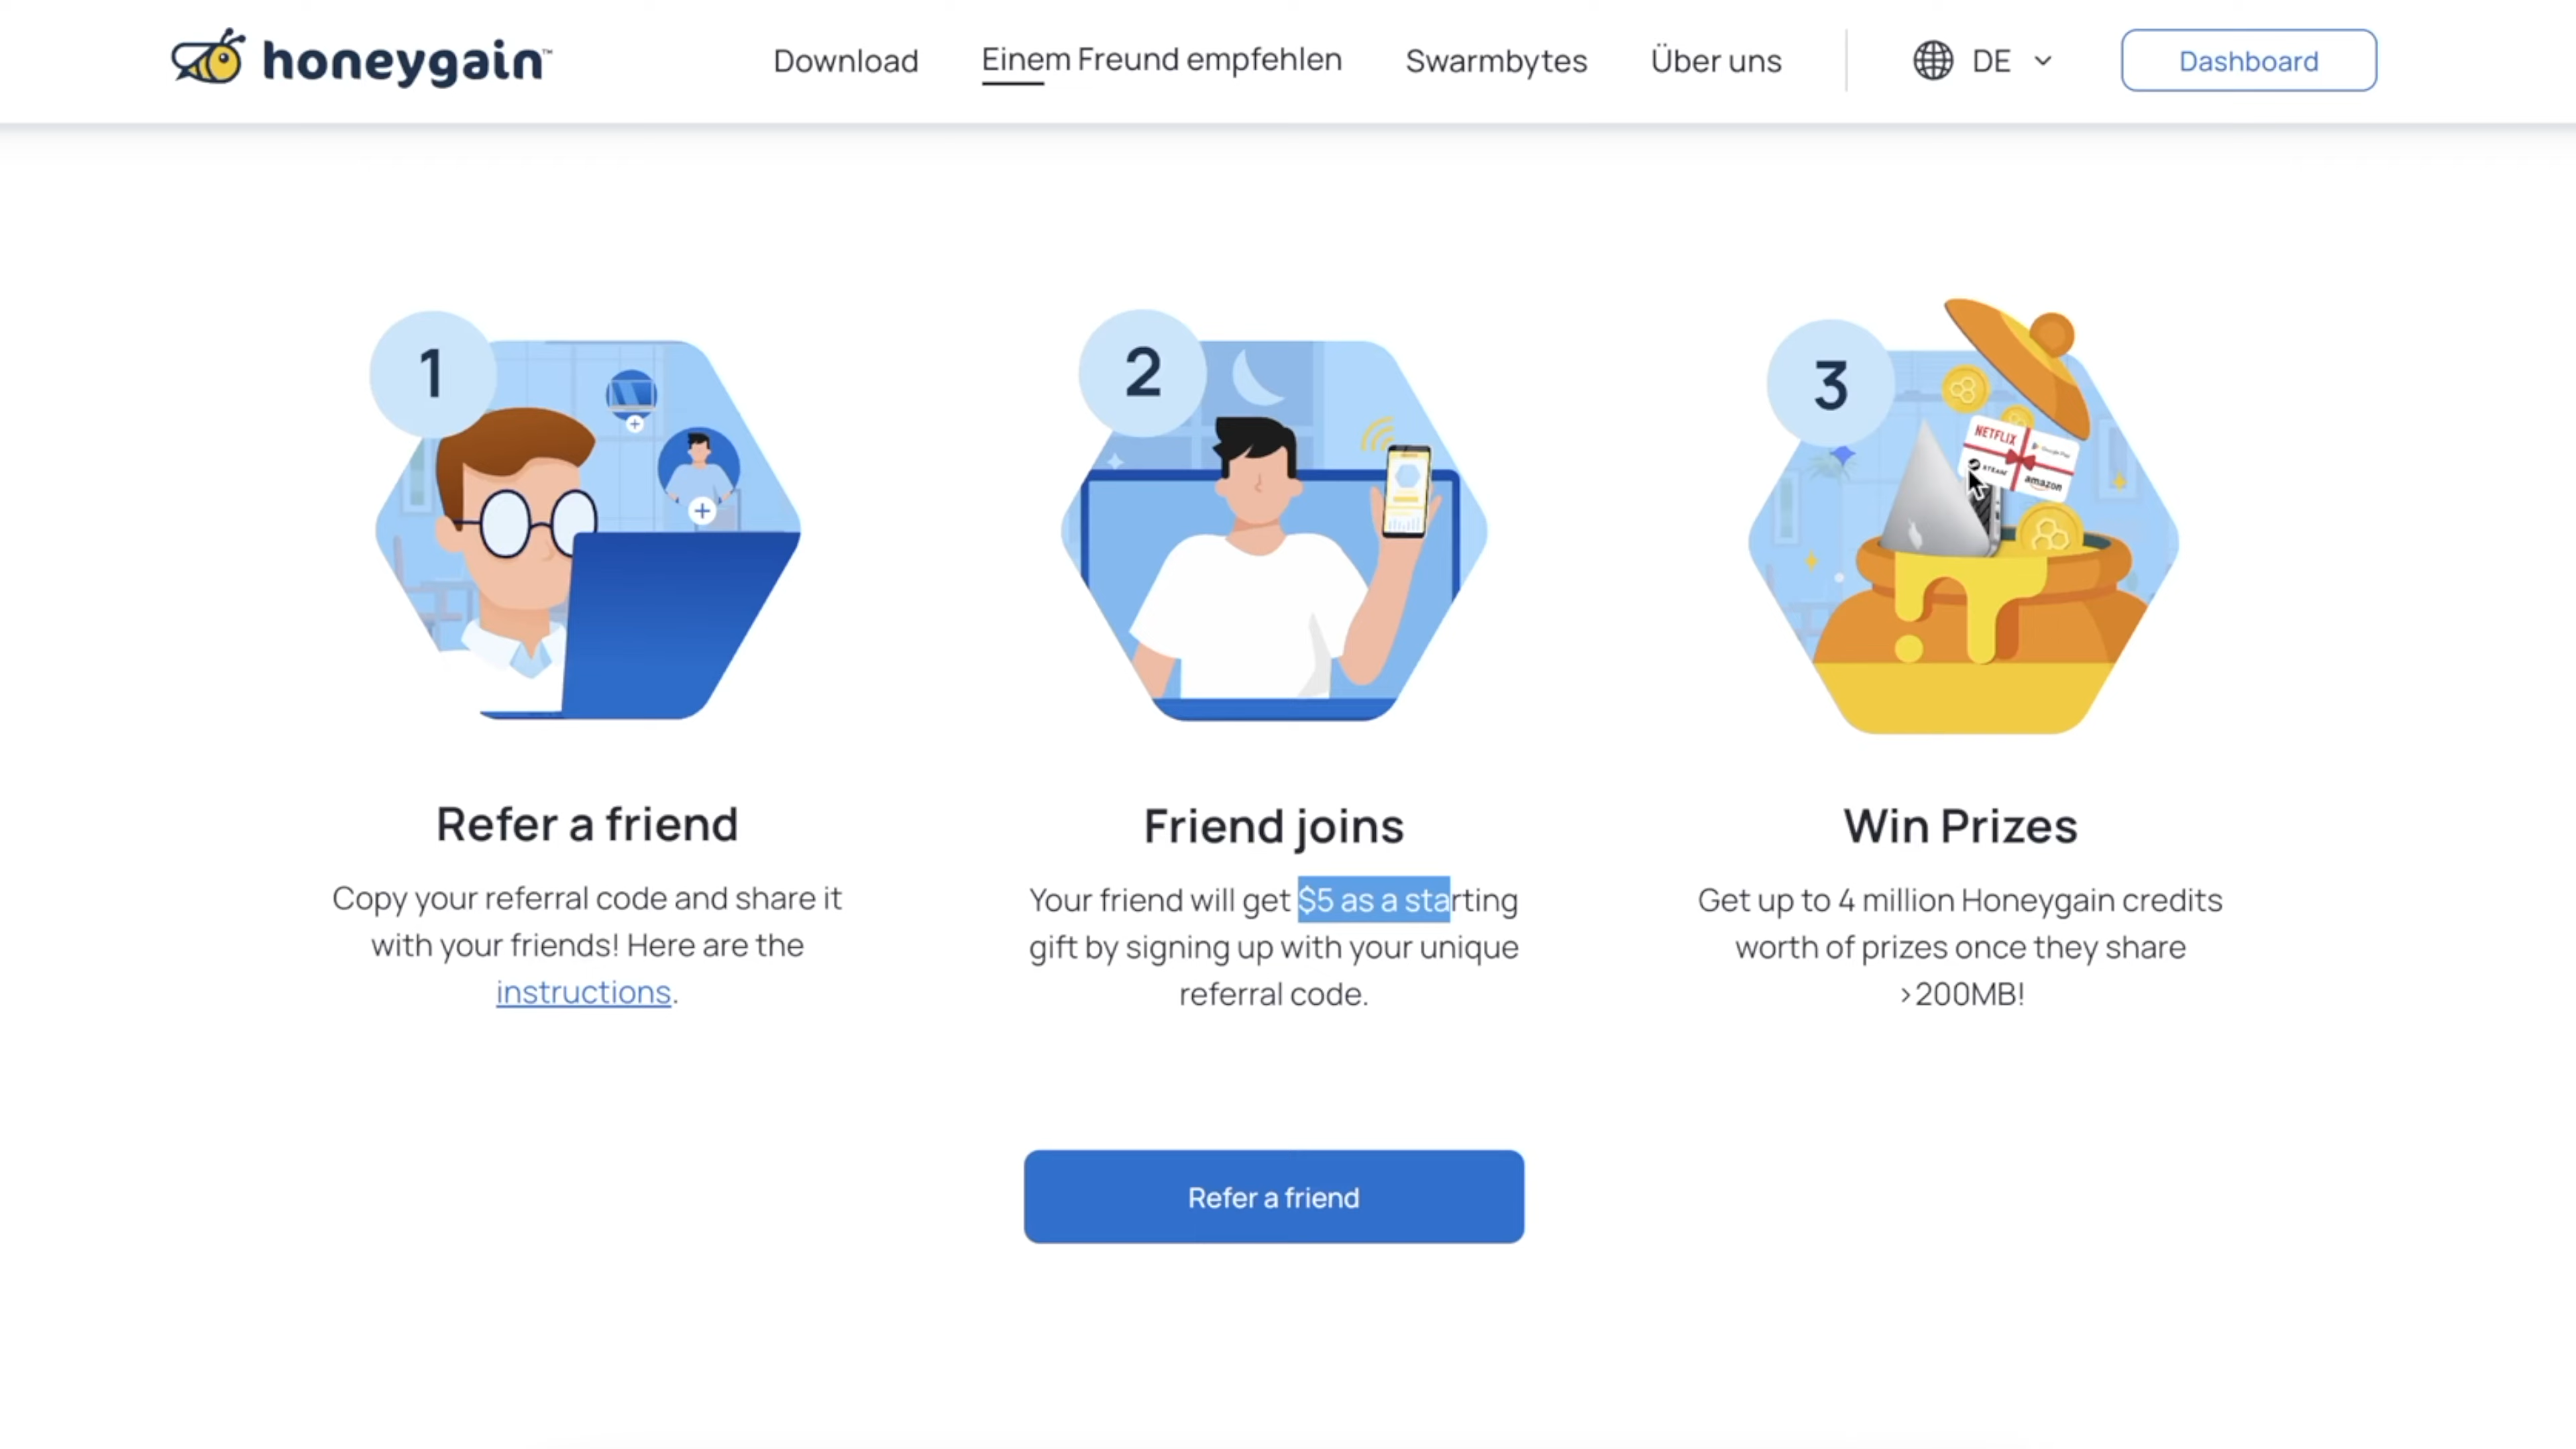 honeygain™
Download
Einem Freund empfehlen
Swarmbytes
Über uns
DE
Dashboard
1
2
3
NETFLIX
Google Play
STEAM
amazon
Refer a friend
Copy your referral code and share it
with your friends! Here are the
instructions.
Friend joins
Your friend will get $5 as a starting
gift by signing up with your unique
referral code.
Win Prizes
Get up to 4 million Honeygain credits
worth of prizes once they share
>200MB!
Refer a friend